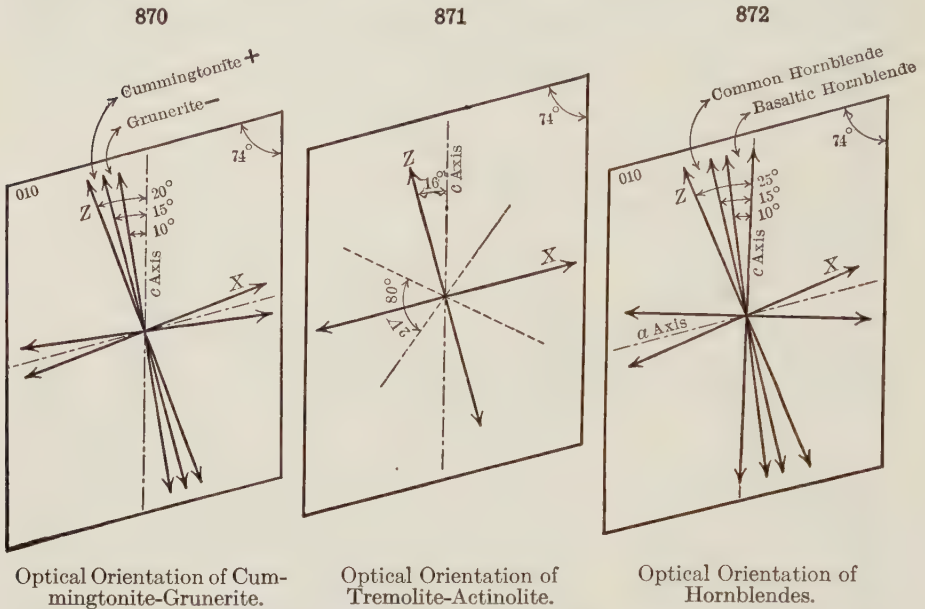 870
871
872
Cummingtonite +
Grunerite −
010
74°
20°
15°
10°
Z
c Axis
X
74°
Z
16°
c Axis
X
80°
2V
Common Hornblende
Basaltic Hornblende
010
74°
25°
15°
10°
Z
c Axis
X
a Axis
Optical Orientation of Cum-
mingtonite-Grunerite.
Optical Orientation of
Tremolite-Actinolite.
Optical Orientation of
Hornblendes.